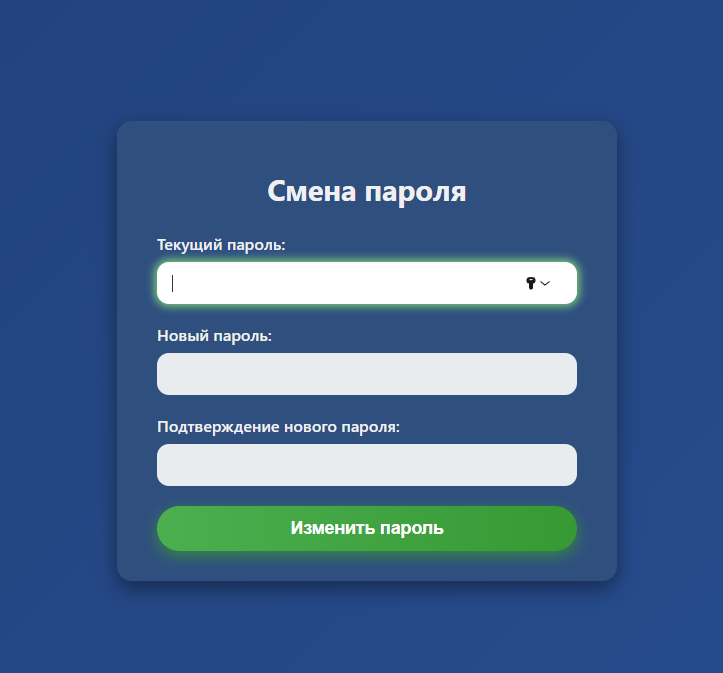 Смена пароля
Текущий пароль:
Новый пароль:
Подтверждение нового пароля:
Изменить пароль